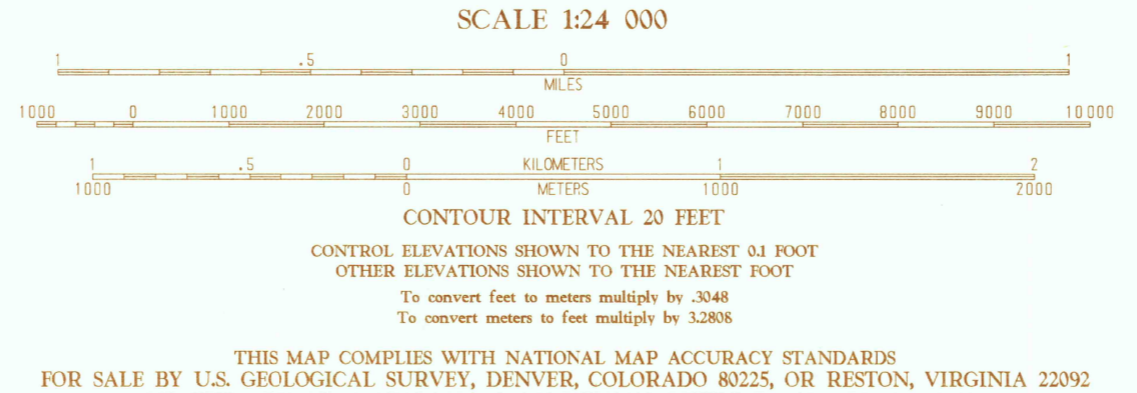 SCALE 1:24 000
1 .5 0 1
MILES
1000 0 1000 2000 3000 4000 5000 6000 7000 8000 9000 10 000
FEET
1 .5 0 KILOMETERS 1 2
1000 0 METERS 1000 2000
CONTOUR INTERVAL 20 FEET
CONTROL ELEVATIONS SHOWN TO THE NEAREST 0.1 FOOT
OTHER ELEVATIONS SHOWN TO THE NEAREST FOOT
To convert feet to meters multiply by .3048
To convert meters to feet multiply by 3.2808
THIS MAP COMPLIES WITH NATIONAL MAP ACCURACY STANDARDS
FOR SALE BY U.S. GEOLOGICAL SURVEY, DENVER, COLORADO 80225, OR RESTON, VIRGINIA 22092